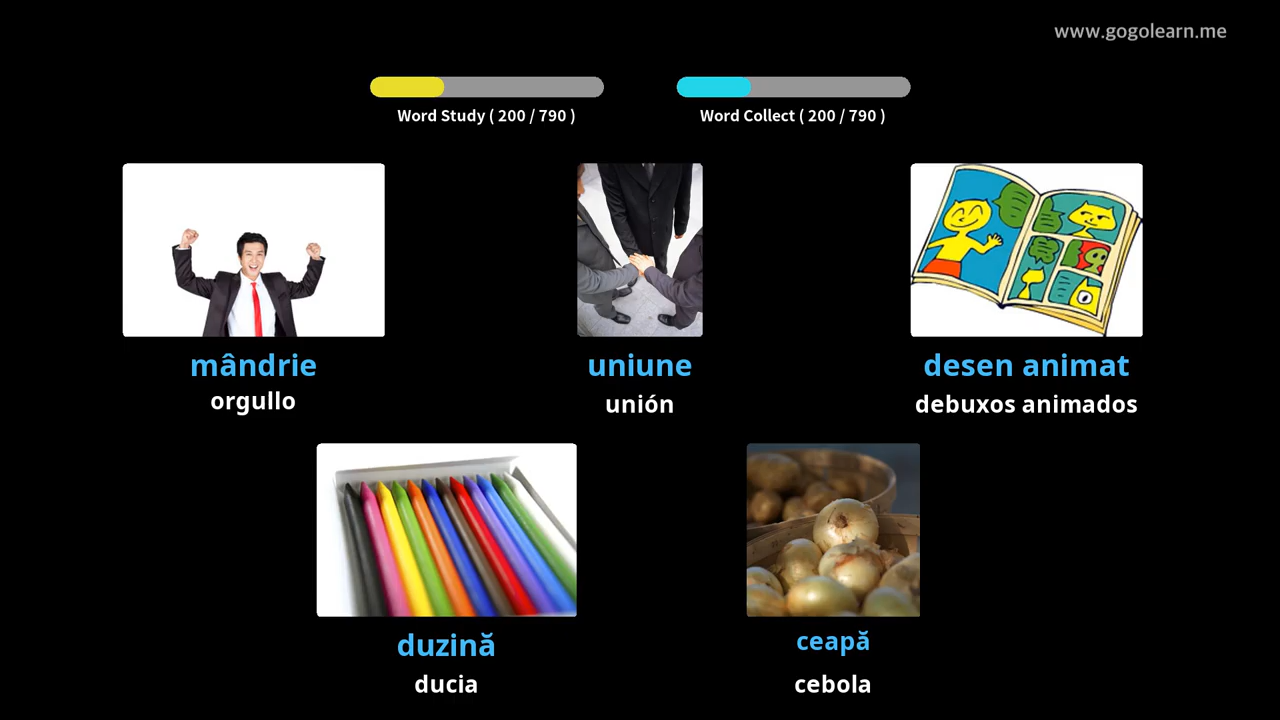 www.gogolearn.me
Word Study ( 200 / 790 )
Word Collect ( 200 / 790 )
mândrie
orgullo
uniune
unión
desen animat
debuxos animados
duzină
ducia
ceapă
cebola